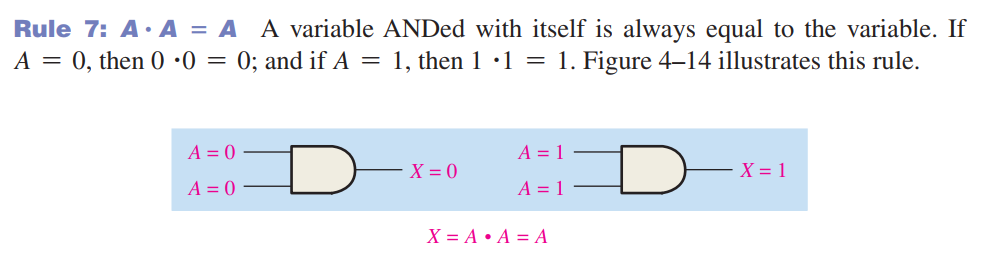 Rule 7: A · A = A A variable ANDed with itself is always equal to the variable. If
A = 0, then 0 ·0 = 0; and if A = 1, then 1 ·1 = 1. Figure 4–14 illustrates this rule.
A = 0
X = 0
A = 0
A = 1
X = 1
A = 1
X = A • A = A